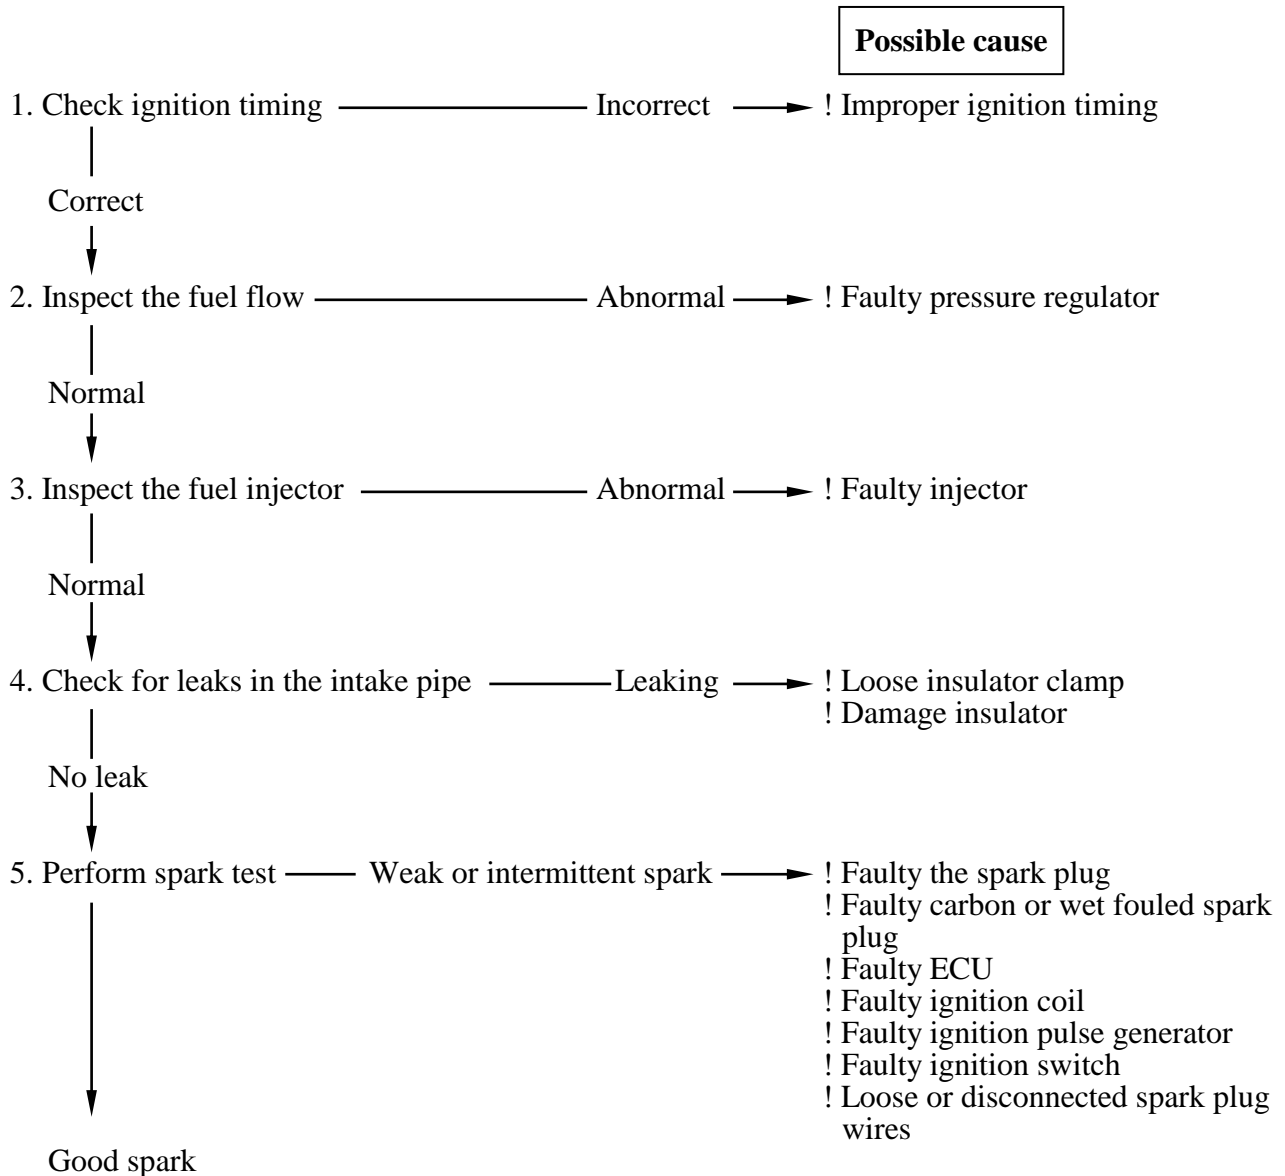 Possible cause
1. Check ignition timing Incorrect ! Improper ignition timing
Correct
2. Inspect the fuel flow Abnormal ! Faulty pressure regulator
Normal
3. Inspect the fuel injector Abnormal ! Faulty injector
Normal
4. Check for leaks in the intake pipe Leaking ! Loose insulator clamp
! Damage insulator
No leak
5. Perform spark test Weak or intermittent spark ! Faulty the spark plug
! Faulty carbon or wet fouled spark
plug
! Faulty ECU
! Faulty ignition coil
! Faulty ignition pulse generator
! Faulty ignition switch
! Loose or disconnected spark plug
wires
Good spark